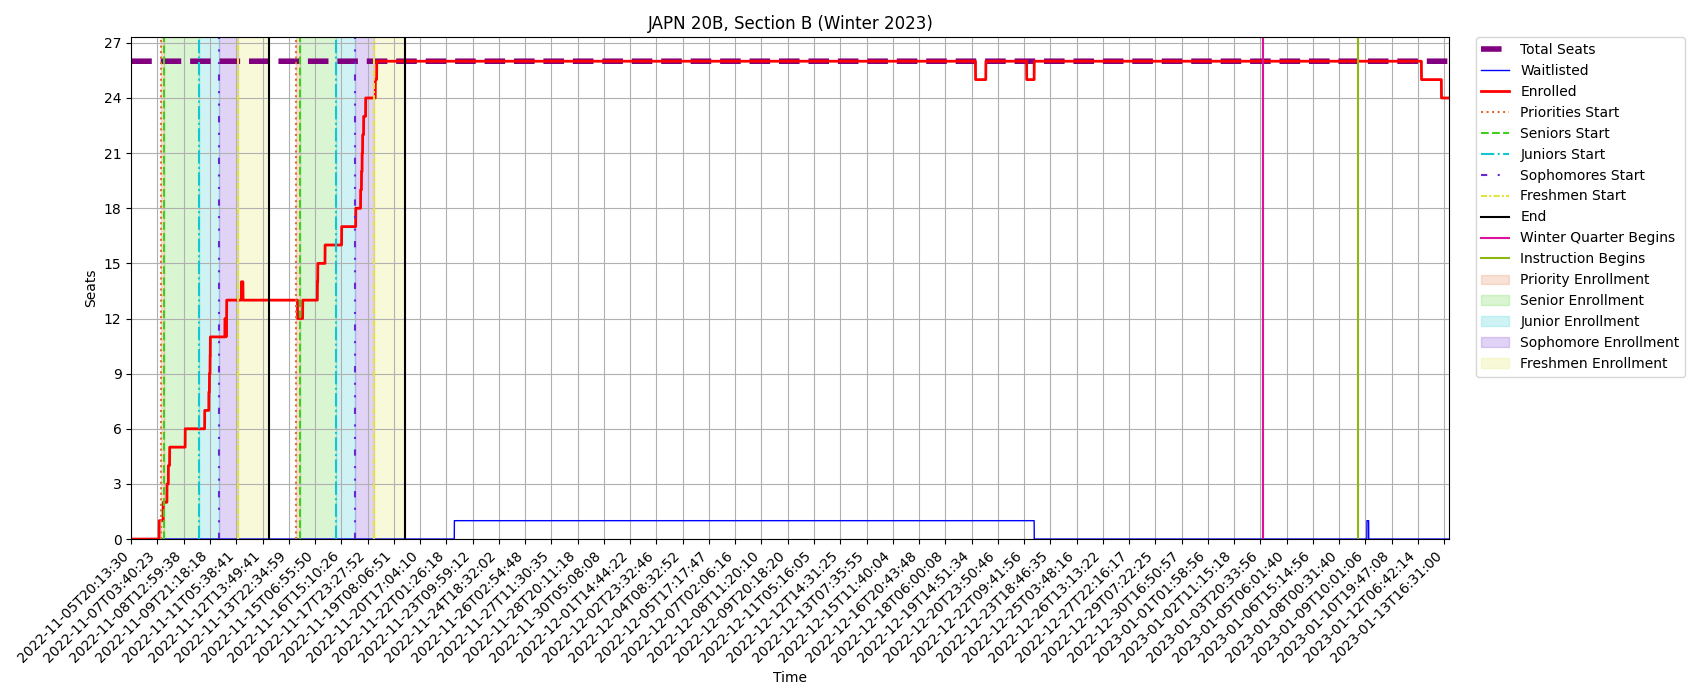 JAPN 20B, Section B (Winter 2023)
27
24
21
18
15
12
9
6
3
0
Seats
2022-11-05T20:13:30
2022-11-07T03:40:23
2022-11-08T12:59:38
2022-11-09T21:18:18
2022-11-11T05:38:41
2022-11-12T13:49:41
2022-11-13T22:34:59
2022-11-15T06:55:50
2022-11-16T15:10:26
2022-11-17T23:27:52
2022-11-19T08:06:51
2022-11-20T17:04:10
2022-11-22T01:26:18
2022-11-23T09:59:12
2022-11-24T18:32:02
2022-11-26T02:54:48
2022-11-27T11:30:35
2022-11-28T20:11:18
2022-11-30T05:08:08
2022-12-01T14:44:22
2022-12-02T23:32:46
2022-12-04T08:32:52
2022-12-05T17:17:47
2022-12-07T02:06:16
2022-12-08T11:20:10
2022-12-09T20:18:20
2022-12-11T05:16:05
2022-12-12T14:31:25
2022-12-13T07:35:55
2022-12-16T11:40:04
2022-12-16T20:43:48
2022-12-18T06:00:08
2022-12-19T14:51:34
2022-12-20T23:50:46
2022-12-22T09:41:56
2022-12-23T18:46:35
2022-12-25T03:48:16
2022-12-26T13:13:22
2022-12-27T22:16:17
2022-12-29T07:22:25
2022-12-30T16:50:57
2023-01-01T01:58:56
2023-01-02T11:15:18
2023-01-03T20:33:56
2023-01-05T06:01:40
2023-01-06T15:14:56
2023-01-08T00:31:40
2023-01-09T10:31:06
2023-01-10T19:47:08
2023-01-12T06:42:14
2023-01-13T16:31:00
Time
Total Seats
Waitlisted
Enrolled
Priorities Start
Seniors Start
Juniors Start
Sophomores Start
Freshmen Start
End
Winter Quarter Begins
Instruction Begins
Priority Enrollment
Senior Enrollment
Junior Enrollment
Sophomore Enrollment
Freshmen Enrollment